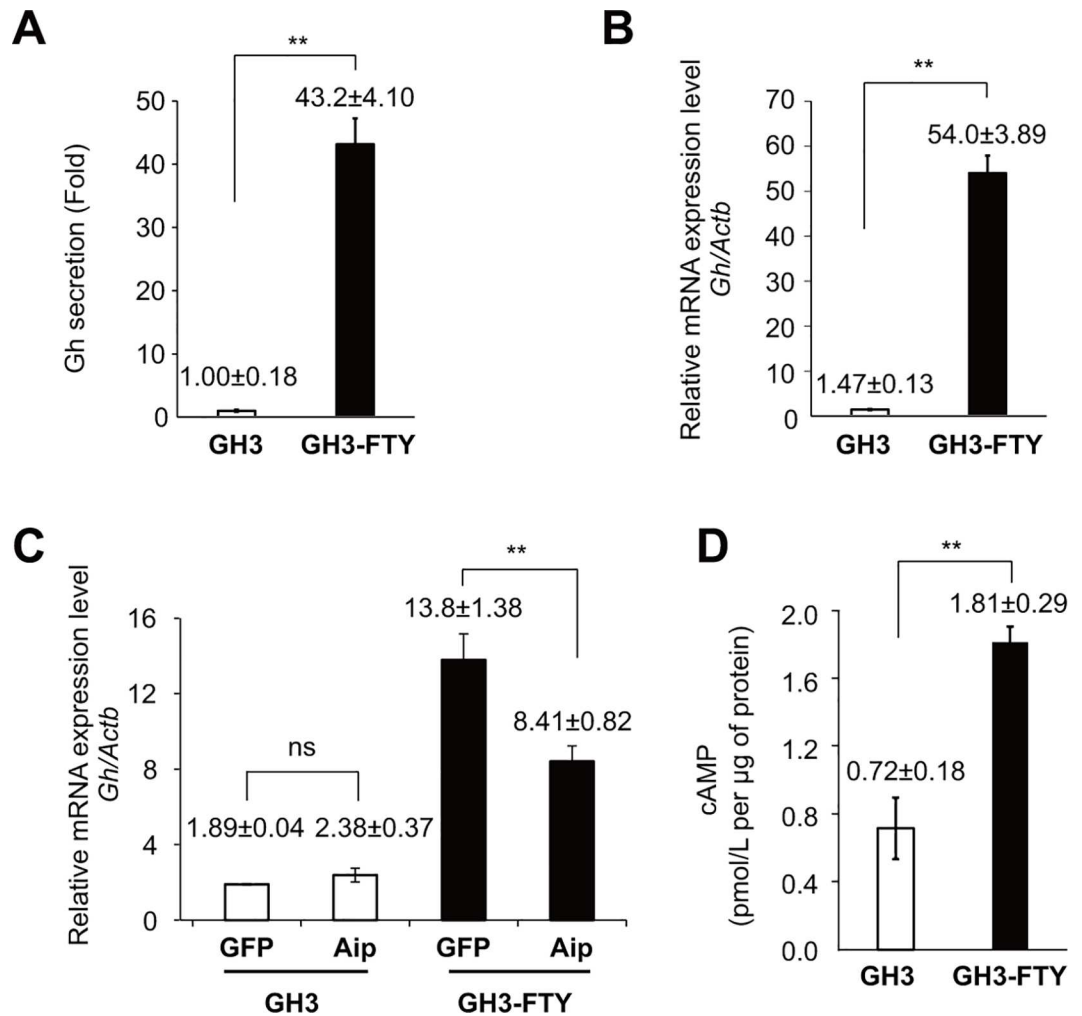 A
**
43.2±4.10
50
40
30
20
10
0
Gh secretion (Fold)
1.00±0.18
GH3 GH3-FTY
B
**
54.0±3.89
70
60
50
40
30
20
10
0
Relative mRNA expression level
Gh/Actb
1.47±0.13
GH3 GH3-FTY
C
**
13.8±1.38
16
12
8
4
0
Relative mRNA expression level
Gh/Actb
8.41±0.82
ns
1.89±0.04 2.38±0.37
GFP Aip GFP Aip
GH3 GH3-FTY
D
**
1.81±0.29
2.0
1.6
1.2
0.8
0.4
0.0
cAMP
(pmol/L per µg of protein)
0.72±0.18
GH3 GH3-FTY